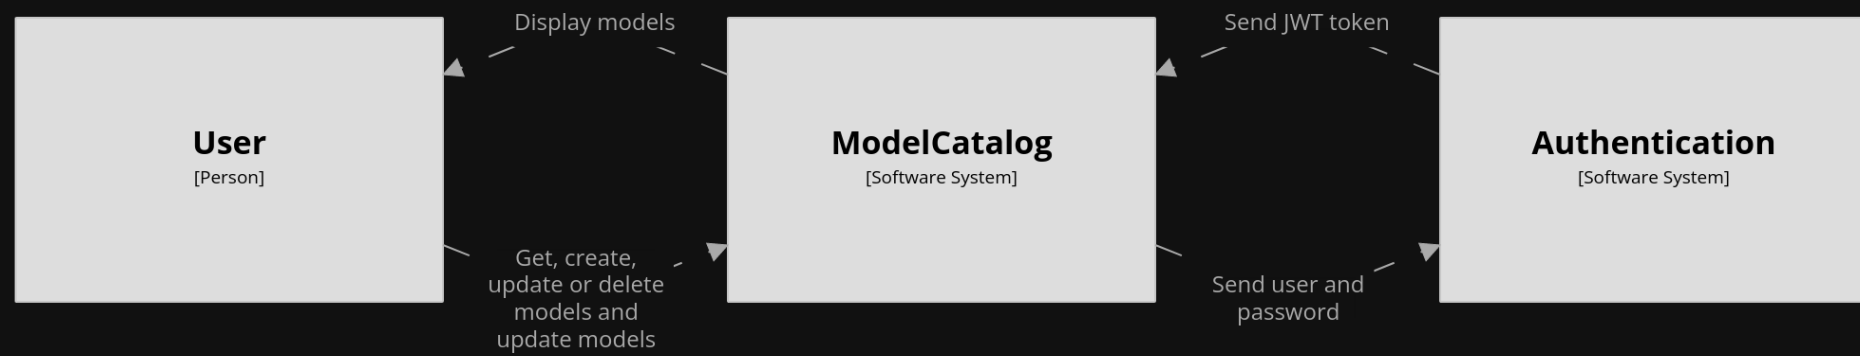 Display models
Send JWT token
User
[Person]
ModelCatalog
[Software System]
Authentication
[Software System]
Get, create,
update or delete
models and
update models
Send user and
password